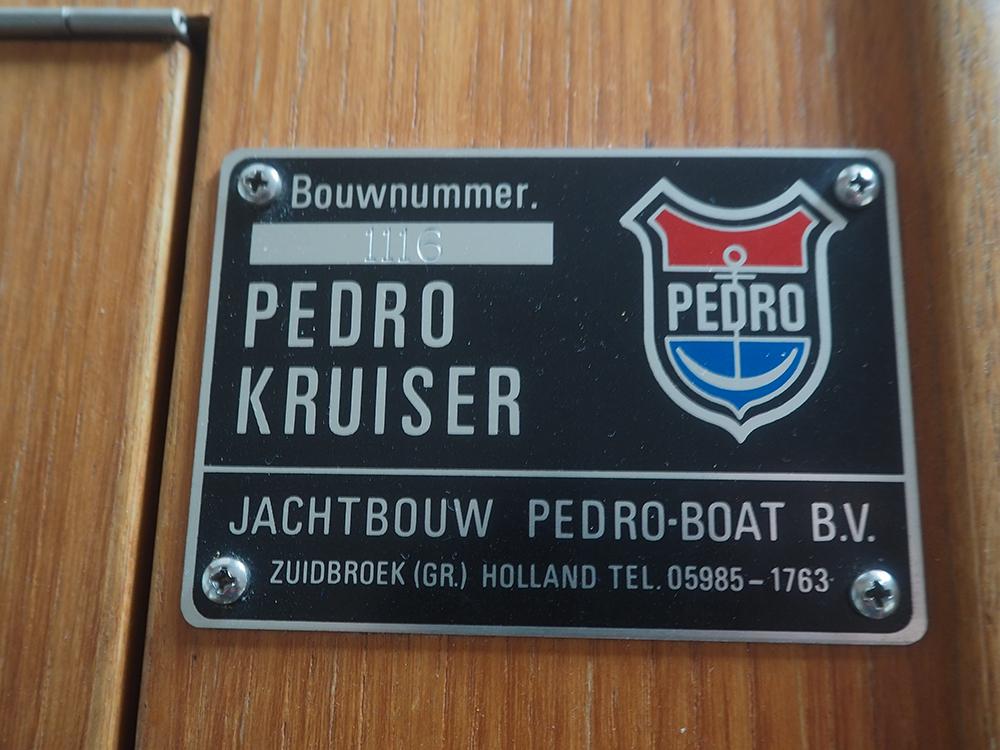 Bouwnummer.
1116
PEDRO
KRUISER
PEDRO
JACHTBOUW PEDRO-BOAT B.V.
ZUIDBROEK (GR.) HOLLAND TEL. 05985-1763